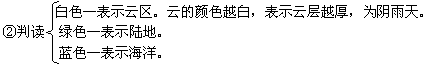 白色一表示云区。云的颜色越白，表示云层越厚，为阴雨天。
②判读
绿色一表示陆地。
蓝色一表示海洋。